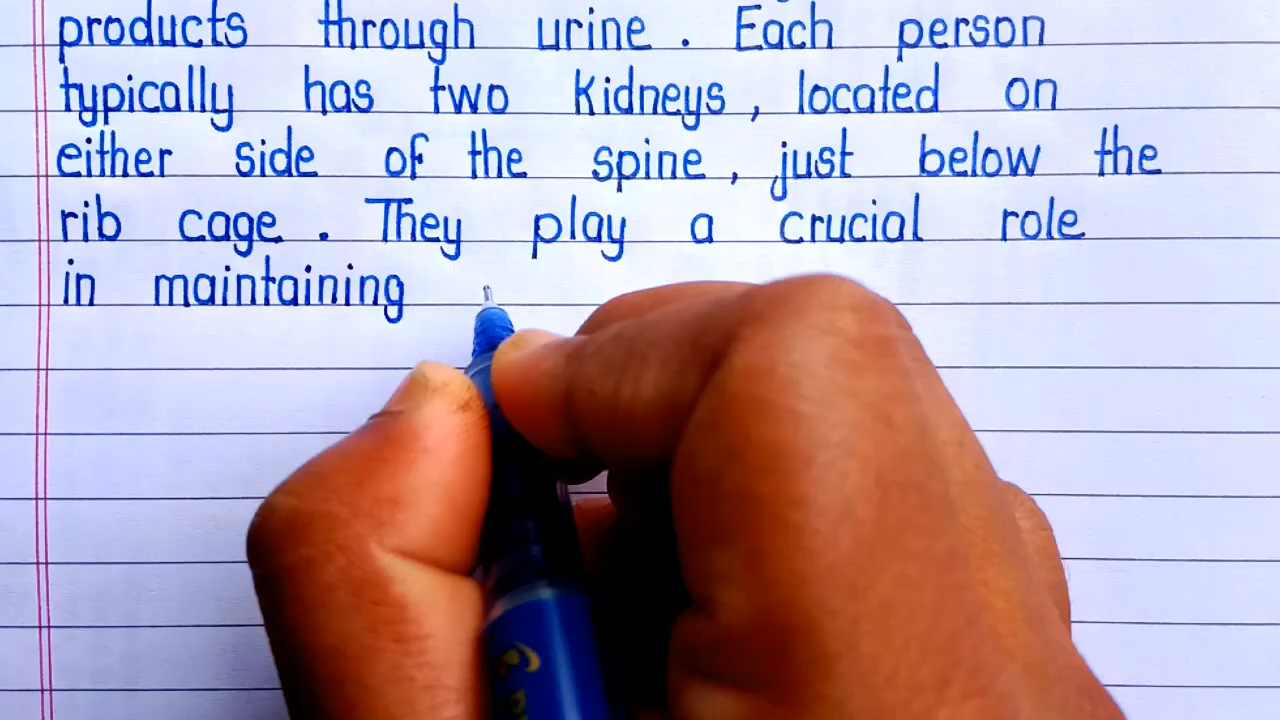 products through urine. Each person
typically has two Kidneys, located on
either side of the spine, just below the
rib cage. They play a crucial role
in maintaining